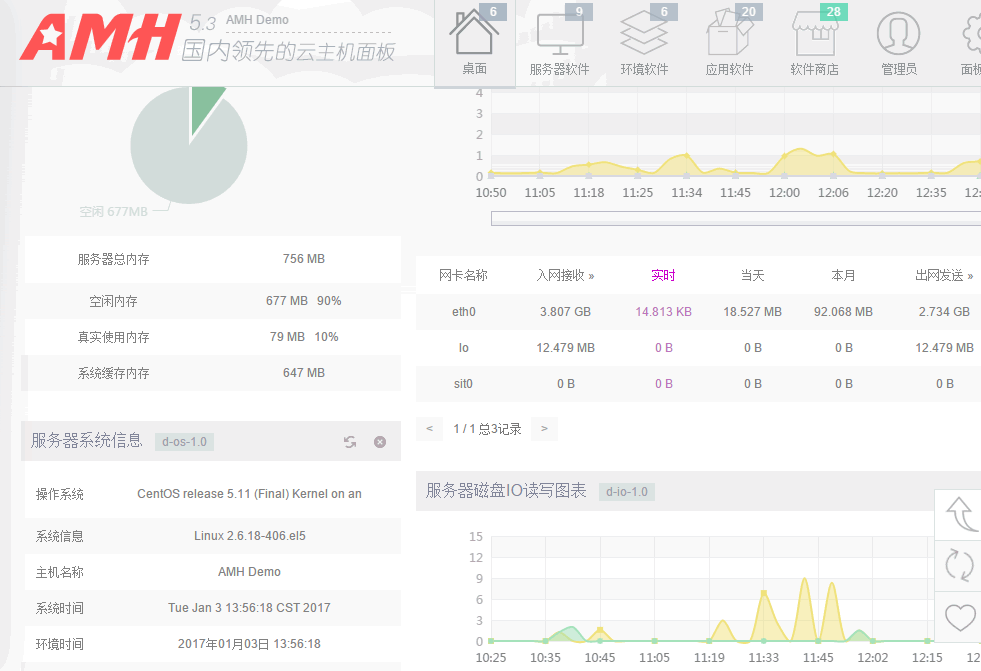 AMH 5.3 AMH Demo
国内领先的云主机面板
6 9 6 20 28
桌面 服务器软件 环境软件 应用软件 软件商店 管理员
空闲 677MB
服务器总内存 756 MB
空闲内存 677 MB 90%
真实使用内存 79 MB 10%
系统缓存内存 647 MB
服务器系统信息 d-os-1.0
操作系统 CentOS release 5.11 (Final) Kernel on an
系统信息 Linux 2.6.18-406.el5
主机名称 AMH Demo
系统时间 Tue Jan 3 13:56:18 CST 2017
环境时间 2017年01月03日 13:56:18
4
3
2
1
0
10:50 11:05 11:18 11:25 11:34 11:45 12:00 12:06 12:20 12:35 12:
网卡名称 入网接收 » 实时 当天 本月 出网发送 »
eth0 3.807 GB 14.813 KB 18.527 MB 92.068 MB 2.734 GB
lo 12.479 MB 0 B 0 B 0 B 12.479 MB
sit0 0 B 0 B 0 B 0 B 0 B
< 1 / 1 总3记录 >
服务器磁盘IO读写图表 d-io-1.0
15
12
9
6
3
0
10:25 10:35 10:45 11:05 11:19 11:33 11:45 12:02 12:15 12